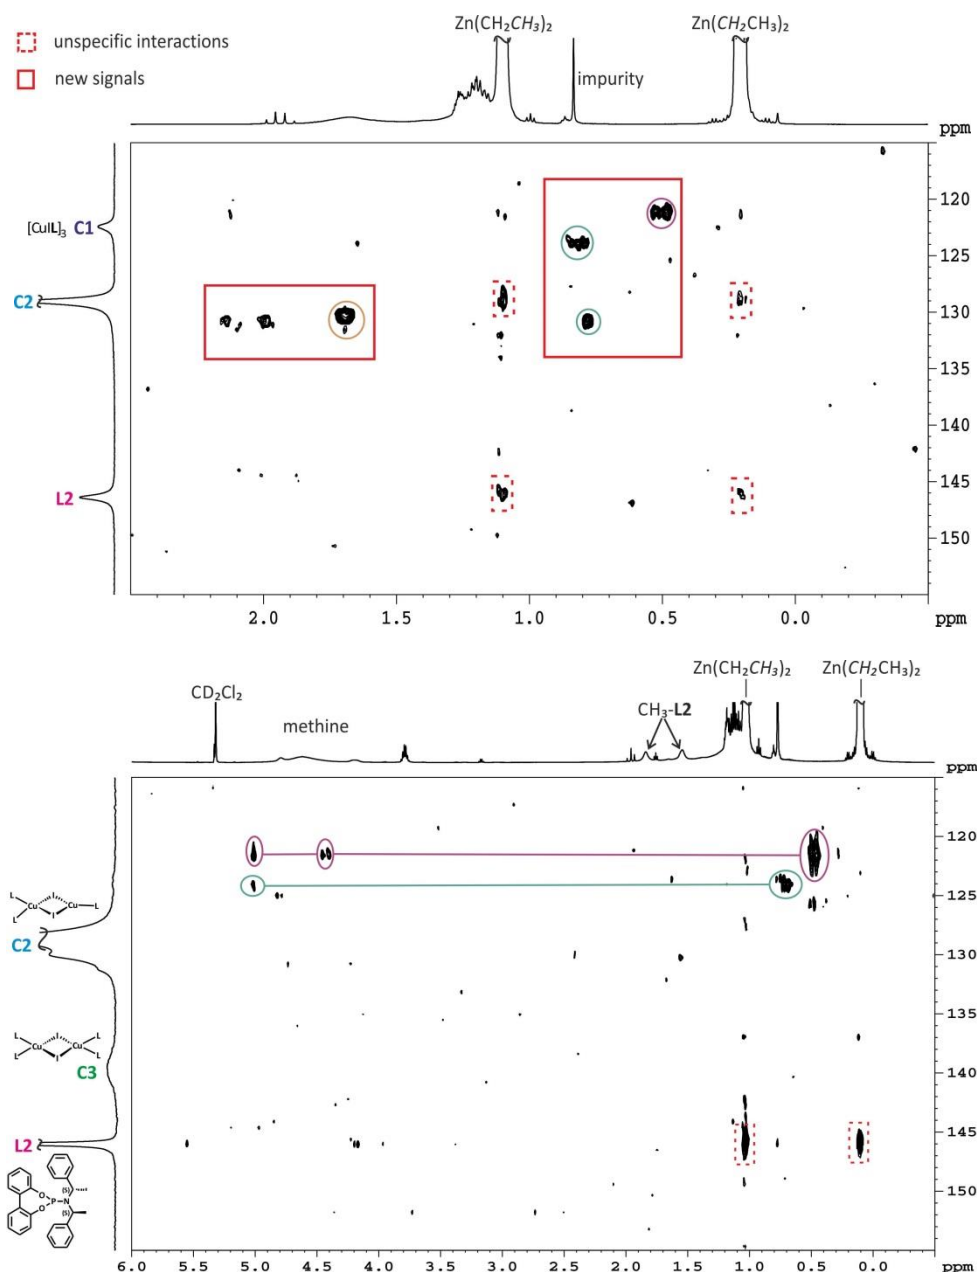 Zn(CH₂CH₃)₂ Zn(CH₂CH₃)₂
unspecific interactions
new signals
impurity
ppm
[CuIL]₃ C1
C2
L2
120
125
130
135
140
145
150
2.0 1.5 1.0 0.5 0.0 ppm
Zn(CH₂CH₃)₂ Zn(CH₂CH₃)₂
CD₂Cl₂
methine
CH₃-L2
ppm
120
125
130
135
140
145
150
L Cu I I Cu L L
C2
L L Cu I I Cu L L
C3
L2
O P N O (S) (S)
6.0 5.5 5.0 4.5 4.0 3.5 3.0 2.5 2.0 1.5 1.0 0.5 0.0 ppm